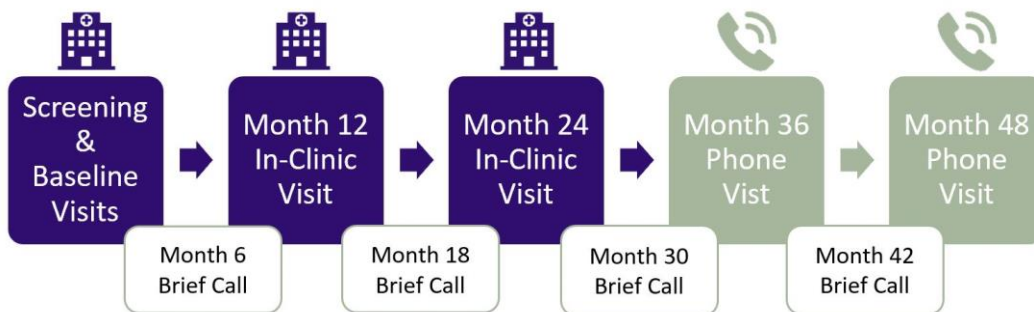 Screening
&
Baseline
Visits
Month 12
In-Clinic
Visit
Month 24
In-Clinic
Visit
Month 36
Phone
Vist
Month 48
Phone
Visit
Month 6
Brief Call
Month 18
Brief Call
Month 30
Brief Call
Month 42
Brief Call